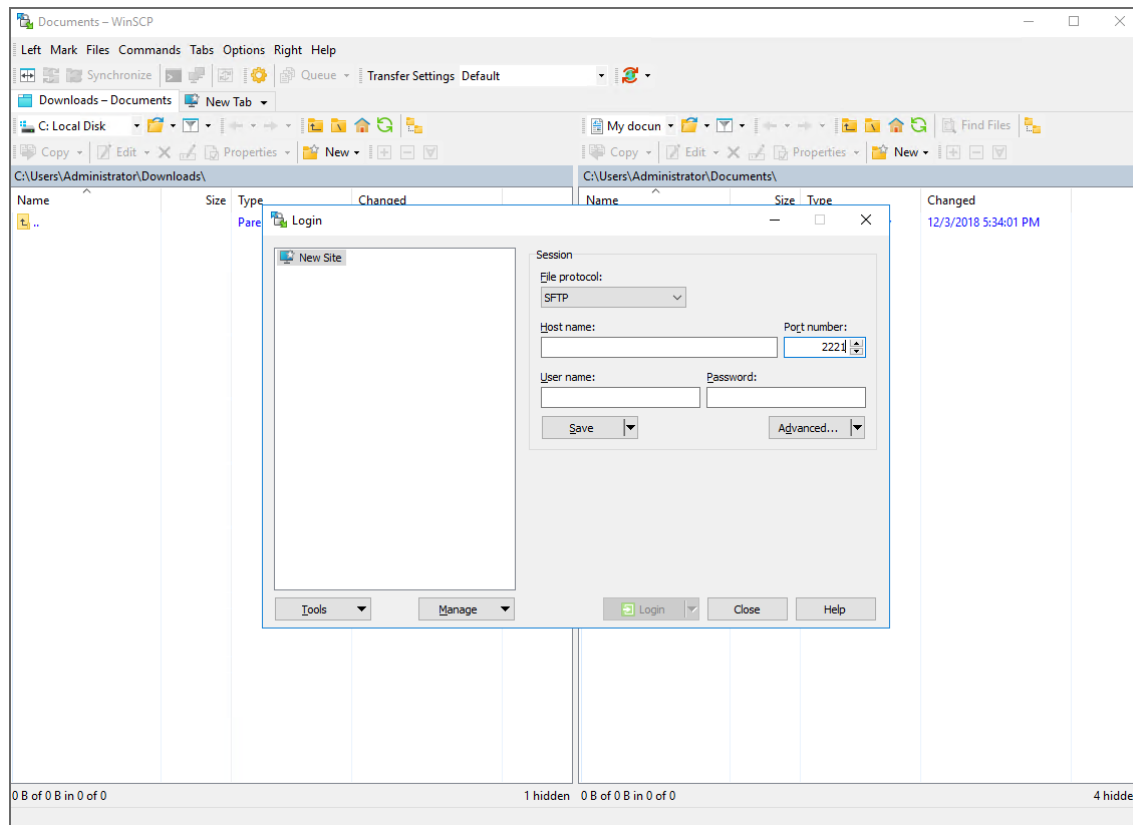 Documents – WinSCP
Left Mark Files Commands Tabs Options Right Help
Synchronize Queue Transfer Settings Default
Downloads – Documents New Tab
C: Local Disk My docun Find Files
Copy Edit Properties New Copy Edit Properties New
C:\Users\Administrator\Downloads\ C:\Users\Administrator\Documents\
Name Size Type Changed Name Size Type Changed
.. Pare 12/3/2018 5:34:01 PM
Login
New Site
Session
File protocol:
SFTP
Host name: Port number:
2221
User name: Password:
Save Advanced...
Tools Manage Login Close Help
0 B of 0 B in 0 of 0 1 hidden 0 B of 0 B in 0 of 0 4 hidde